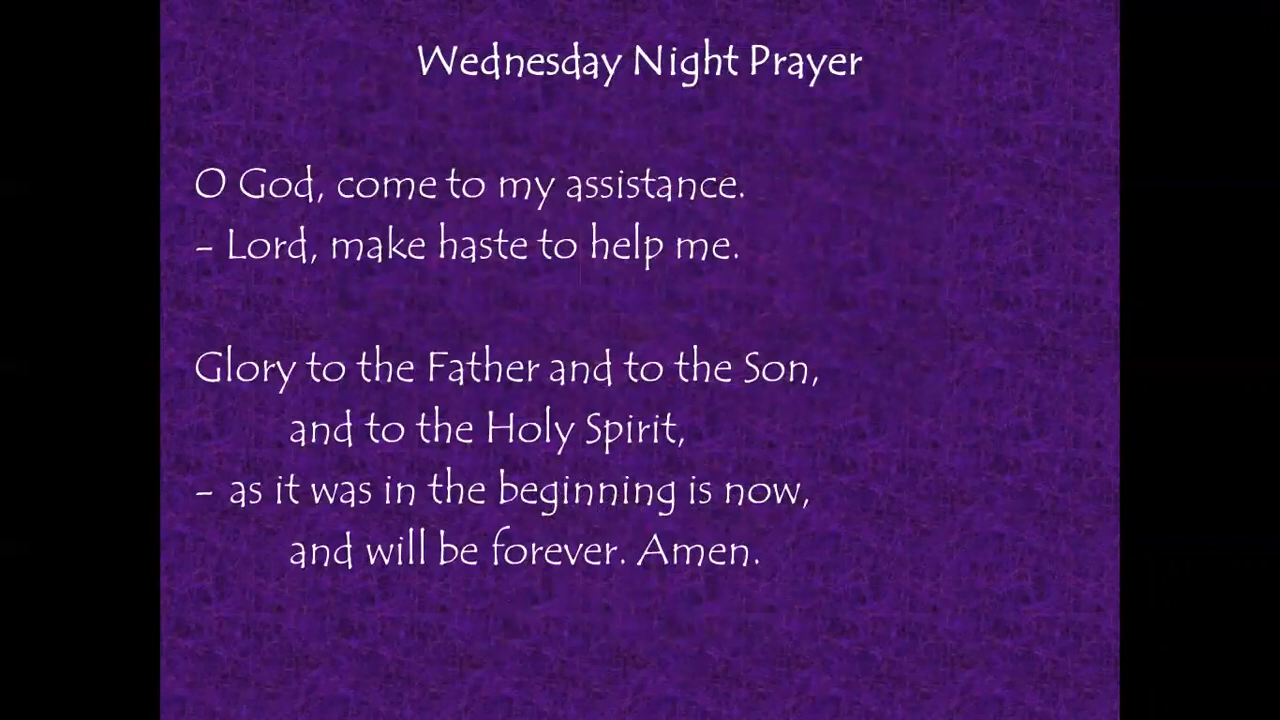 Wednesday Night Prayer
O God, come to my assistance.
- Lord, make haste to help me.
Glory to the Father and to the Son,
and to the Holy Spirit,
- as it was in the beginning is now,
and will be forever. Amen.